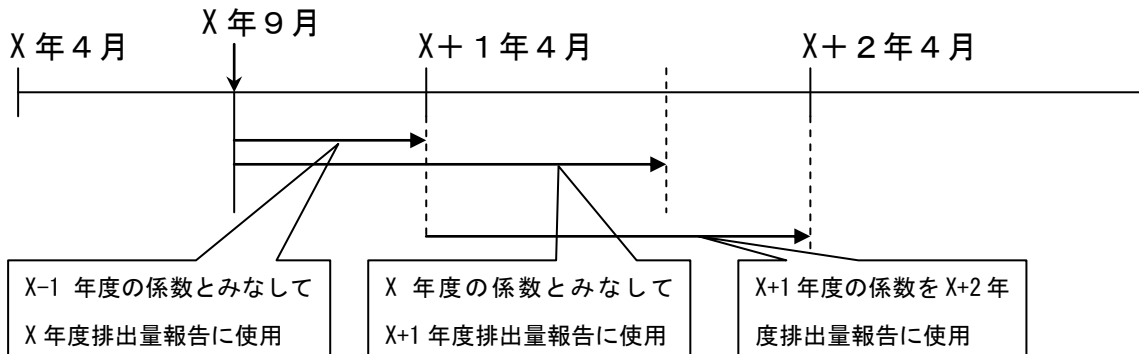 X年4月
X年９月
X＋１年４月
X＋２年４月
X-1 年度の係数とみなして
X 年度排出量報告に使用
X 年度の係数とみなして
X+1 年度排出量報告に使用
X+1 年度の係数を X+2 年
度排出量報告に使用